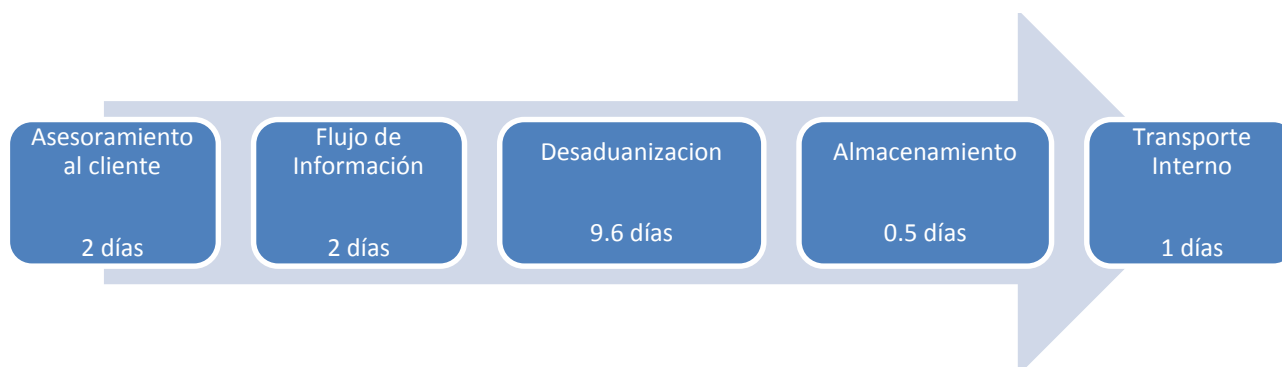 Asesoramiento
al cliente
2 días
Flujo de
Información
2 días
Desaduanizacion
9.6 días
Almacenamiento
0.5 días
Transporte
Interno
1 días